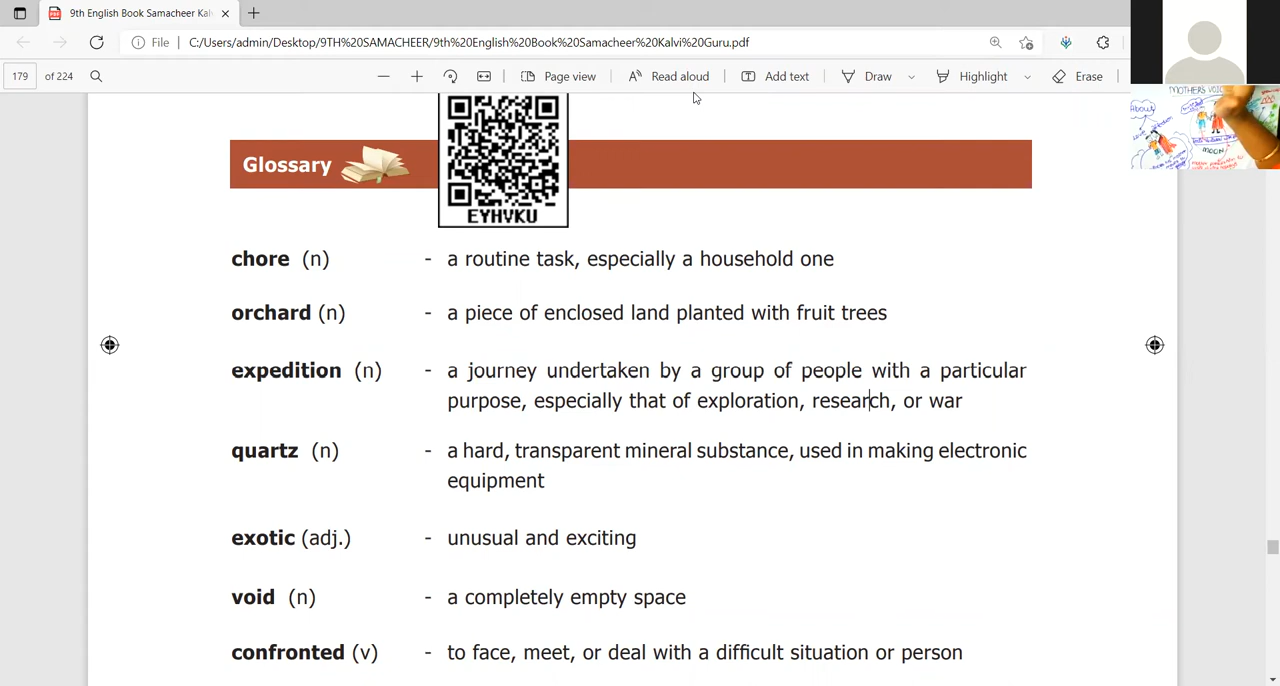 9th English Book Samacheer Kal
File
C:/Users/admin/Desktop/9TH%20SAMACHEER/9th%20English%20Book%20Samacheer%20Kalvi%20Guru.pdf
179 of 224
Page view
Read aloud
Add text
Draw
Highlight
Erase
MOTHERS VOIC
About
MOON
Glossary
EYHVKU
chore (n) - a routine task, especially a household one
orchard (n) - a piece of enclosed land planted with fruit trees
expedition (n) - a journey undertaken by a group of people with a particular
purpose, especially that of exploration, research, or war
quartz (n) - a hard, transparent mineral substance, used in making electronic
equipment
exotic (adj.) - unusual and exciting
void (n) - a completely empty space
confronted (v) - to face, meet, or deal with a difficult situation or person